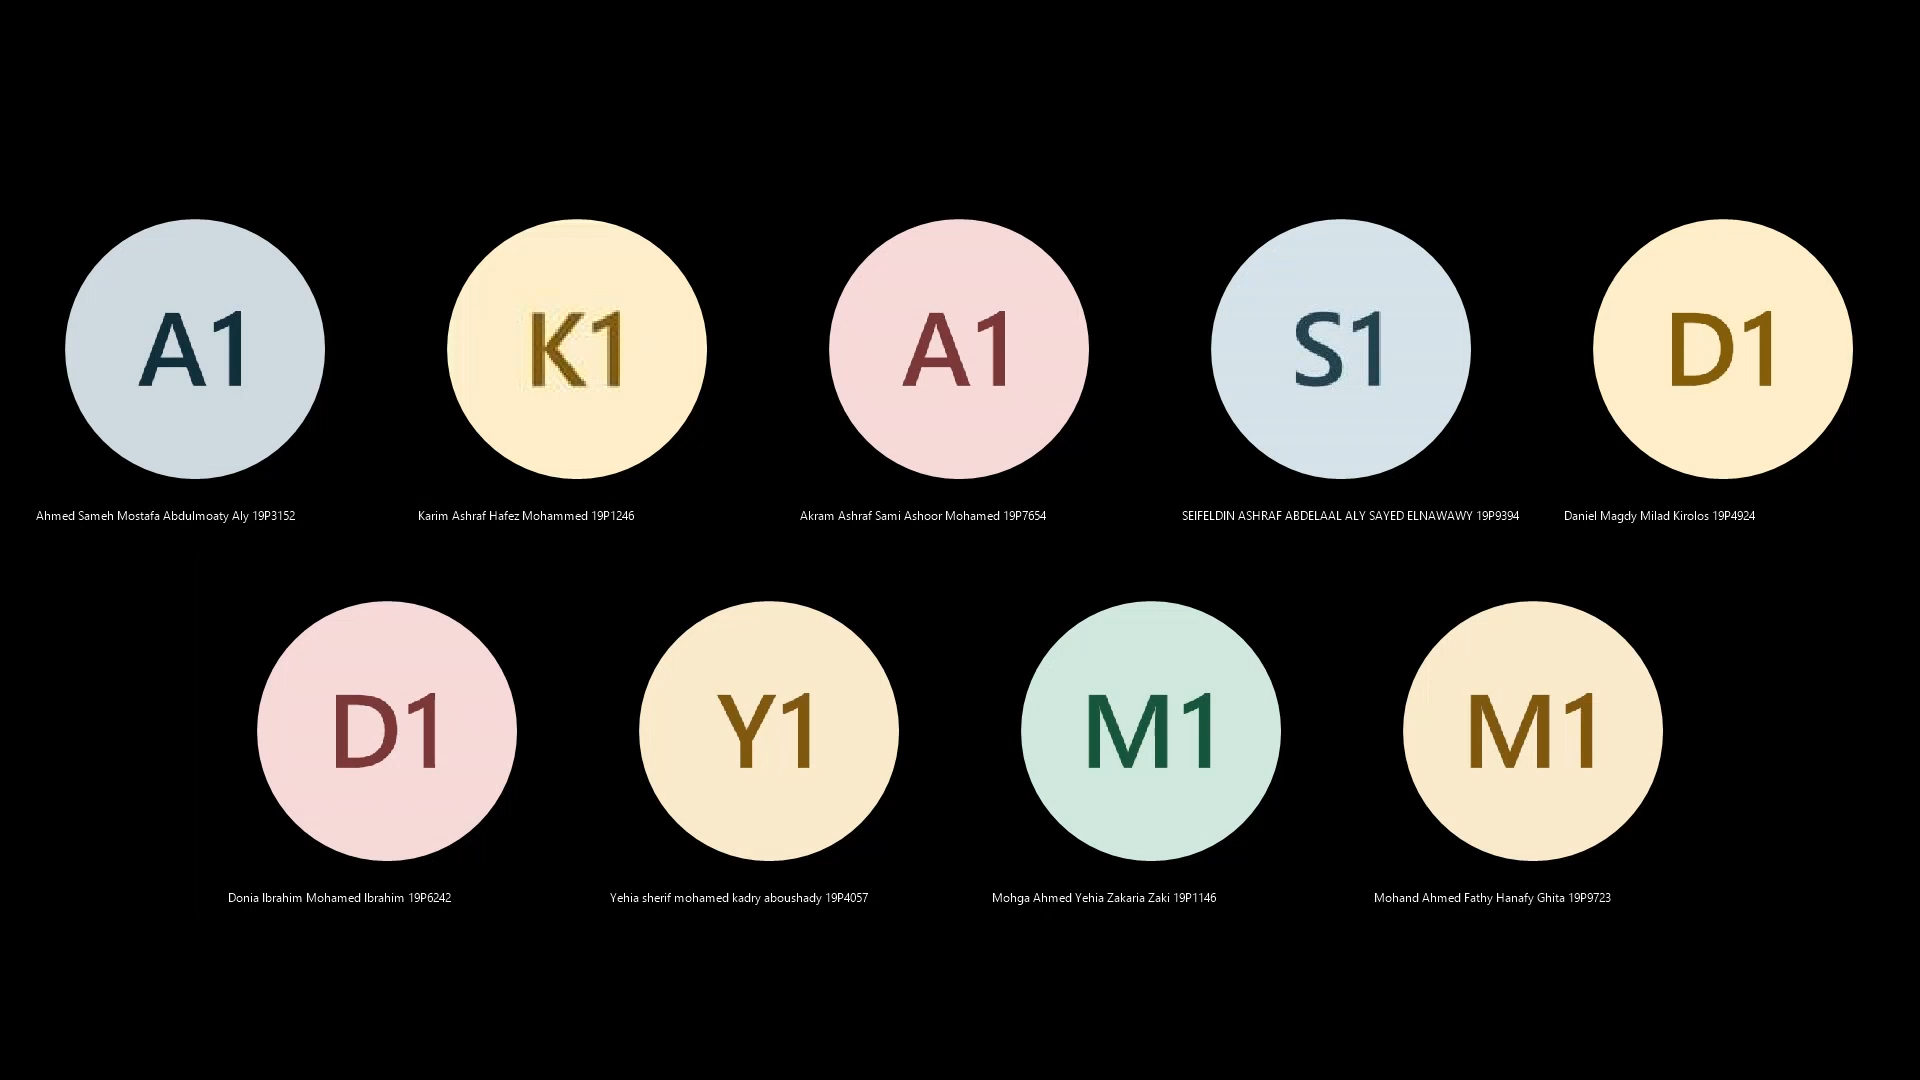 A1
K1
A1
S1
D1
Ahmed Sameh Mostafa Abdulmoaty Aly 19P3152
Karim Ashraf Hafez Mohammed 19P1246
Akram Ashraf Sami Ashoor Mohamed 19P7654
SEIFELDIN ASHRAF ABDELAAL ALY SAYED ELNAWAWY 19P9394
Daniel Magdy Milad Kirolos 19P4924
D1
Y1
M1
M1
Donia Ibrahim Mohamed Ibrahim 19P6242
Yehia sherif mohamed kadry aboushady 19P4057
Mohga Ahmed Yehia Zakaria Zaki 19P1146
Mohand Ahmed Fathy Hanafy Ghita 19P9723